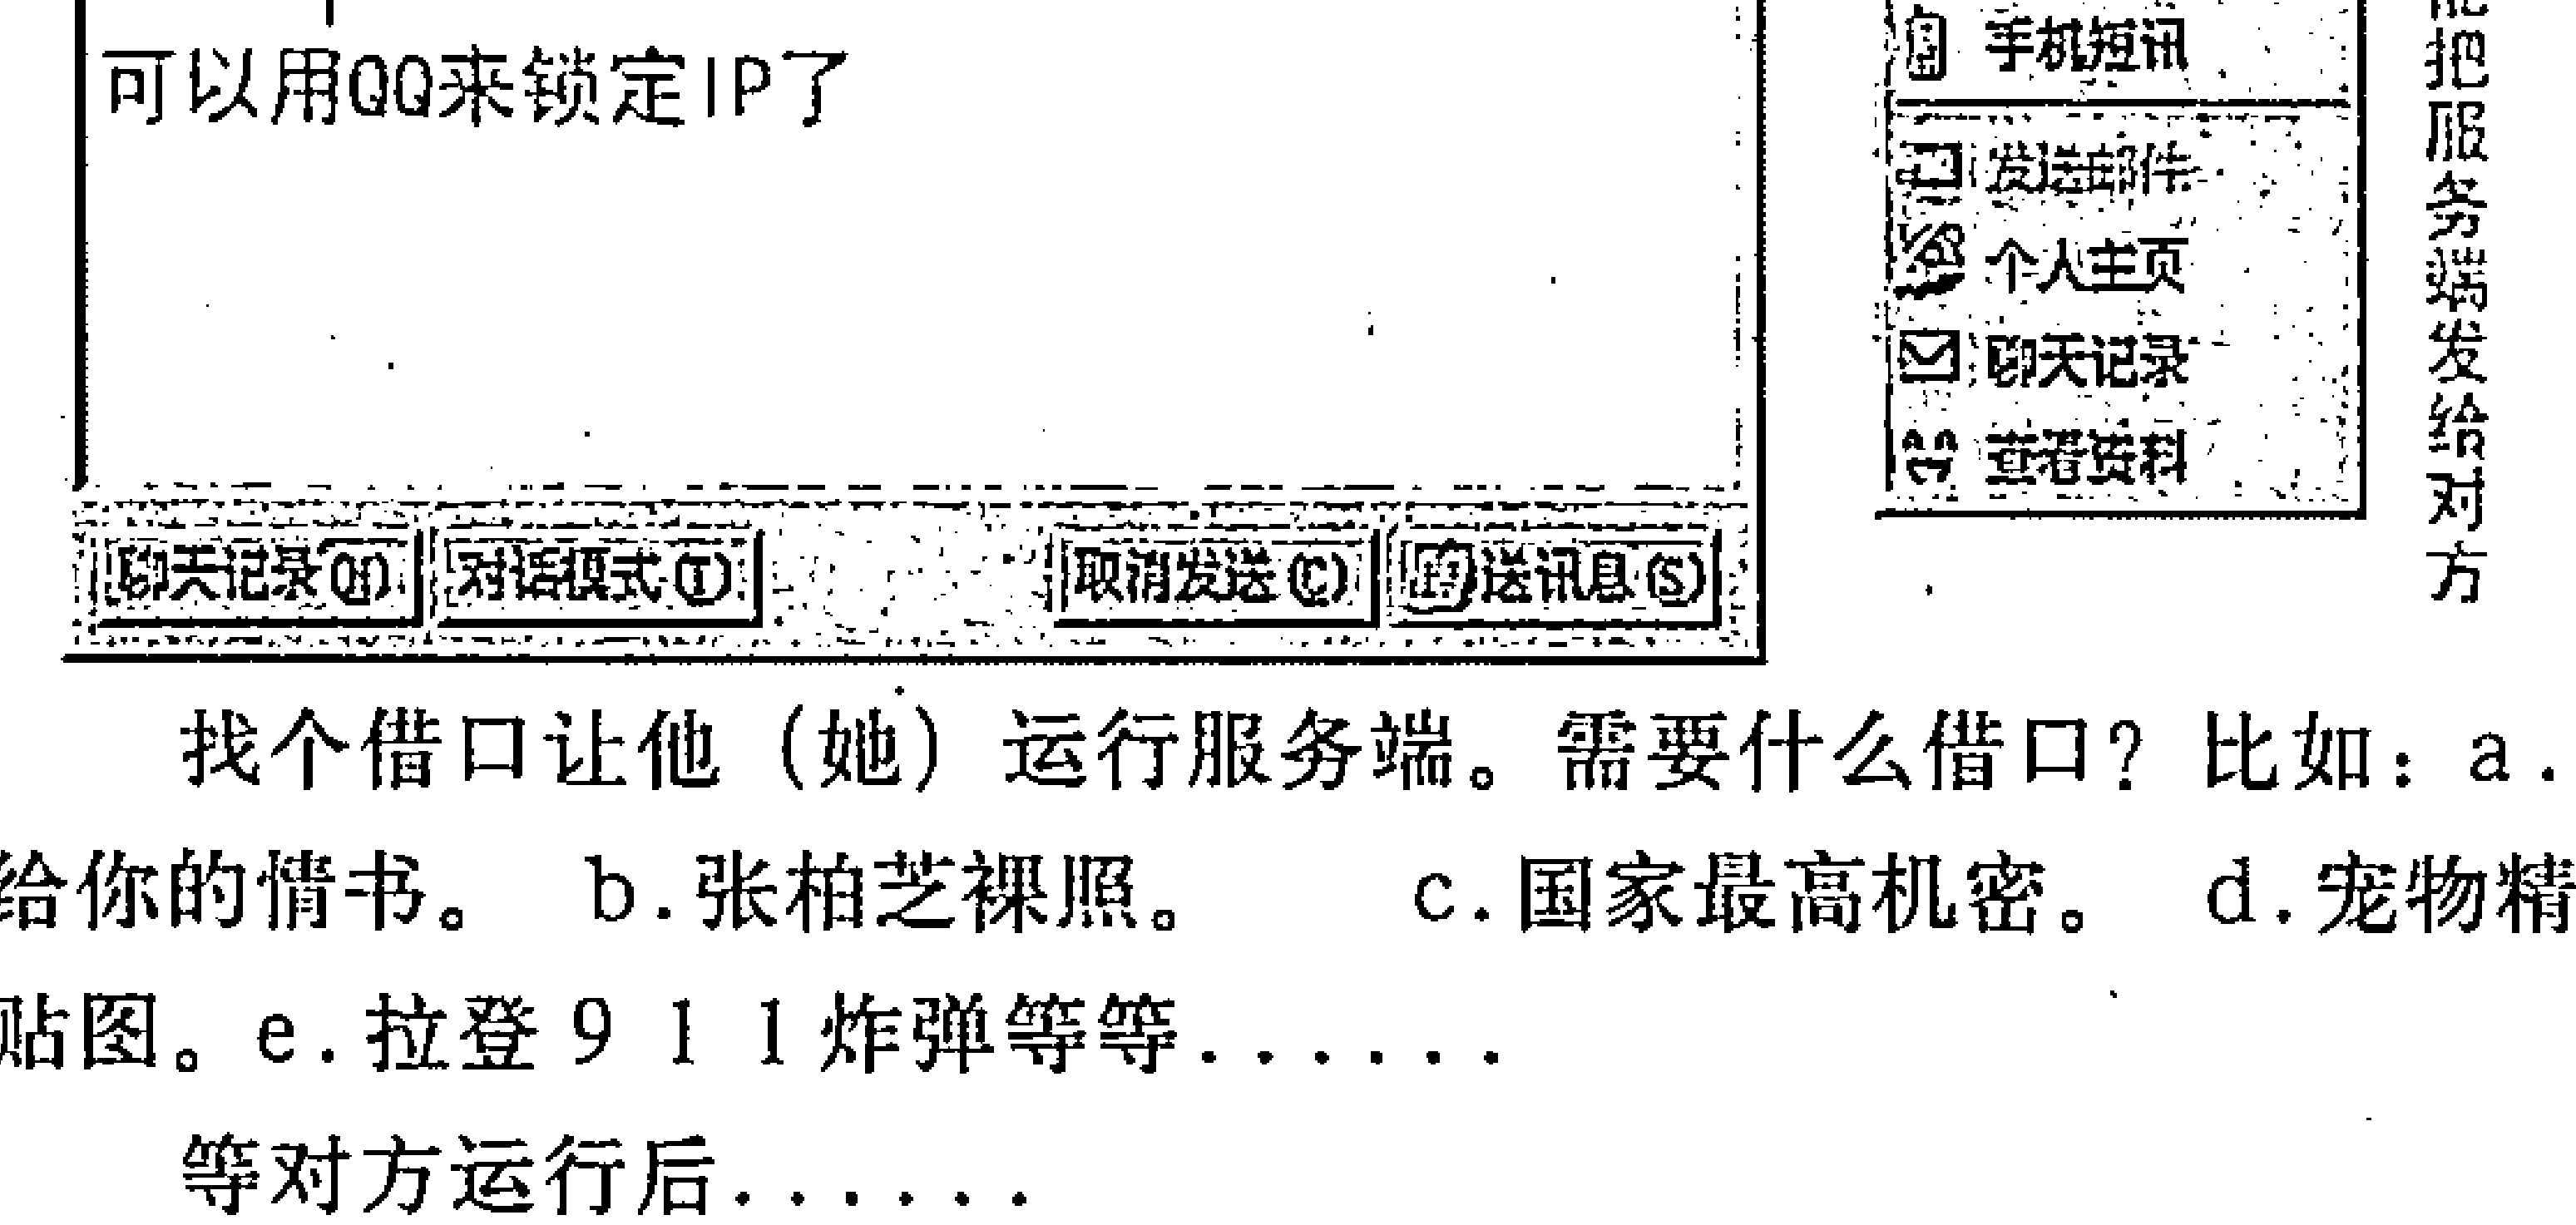 可以用QQ来锁定IP了
手机短讯
发送邮件
个人主页
聊天记录
查看资料
聊天记录(H) 对话模式(T) 取消发送(C) 送讯息(S)
把服务端发给对方
找个借口让他（她）运行服务端。需要什么借口？比如：a.
给你的情书。 b.张柏芝裸照。 c.国家最高机密。 d.宠物精
贴图。e.拉登911炸弹等等......
等对方运行后......